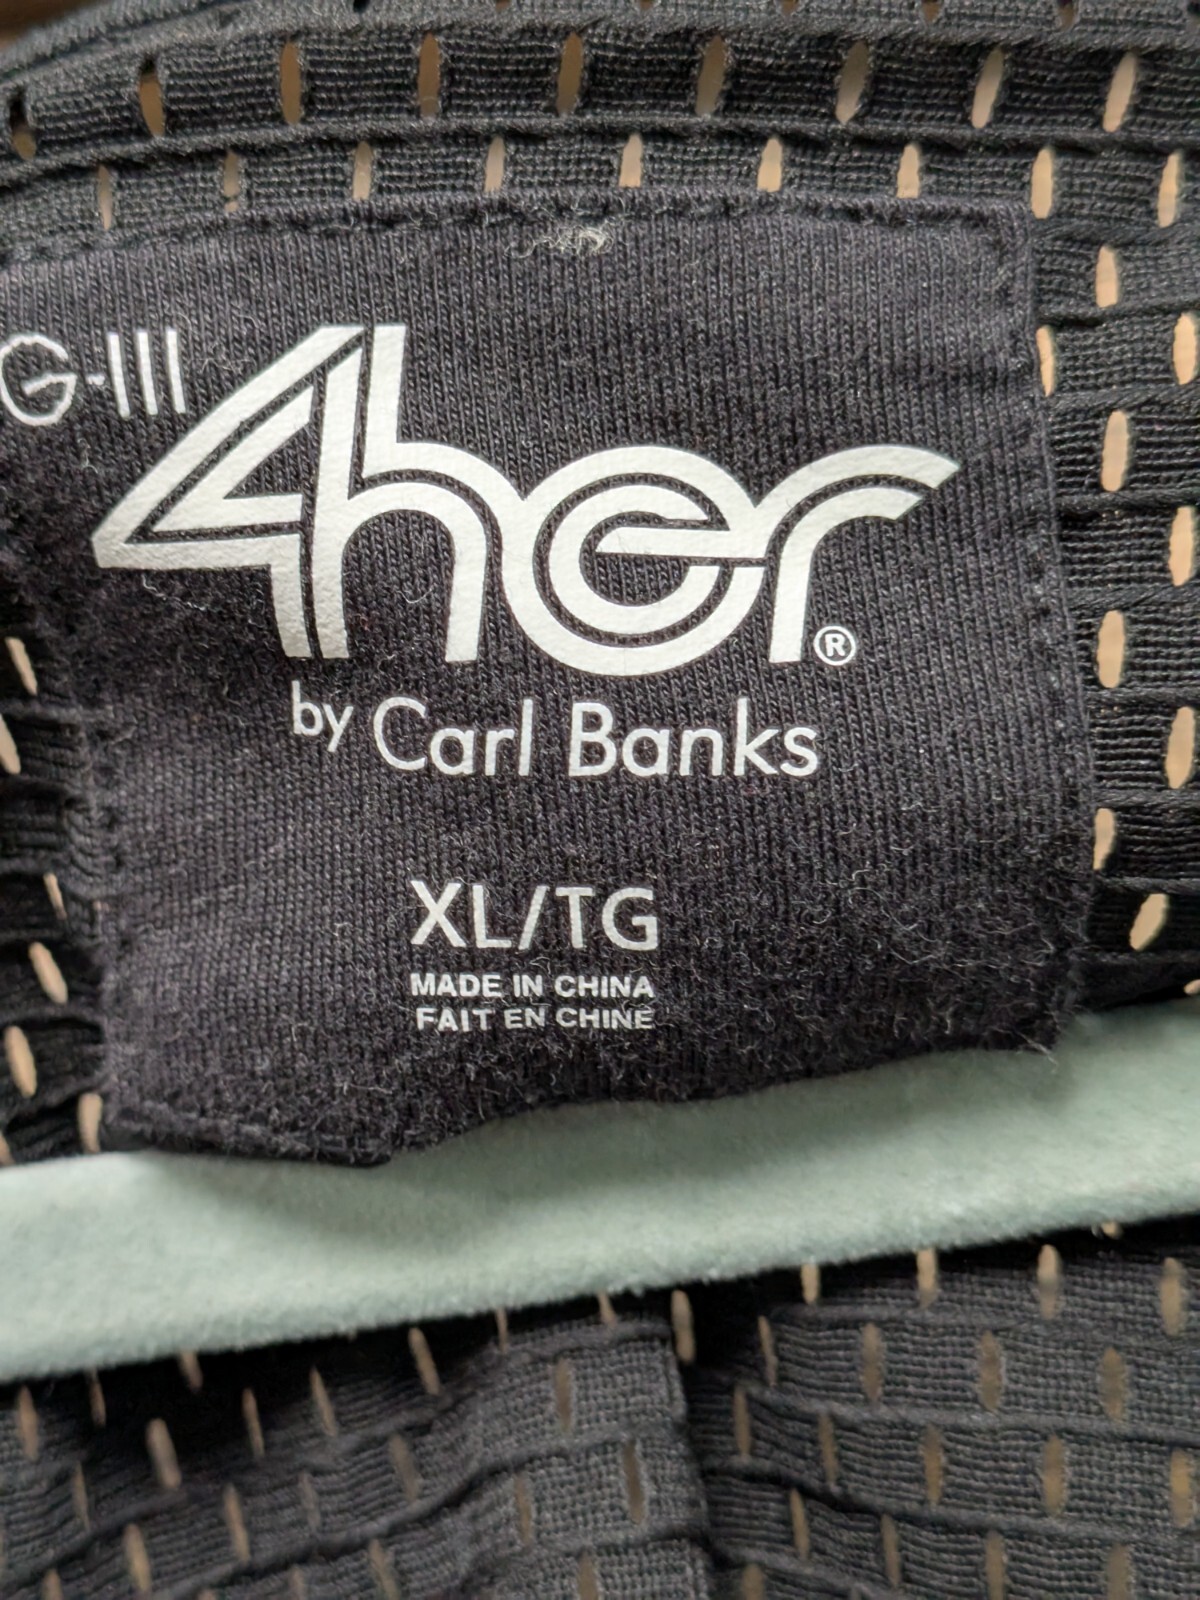 G-III
4her®
by Carl Banks
XL/TG
MADE IN CHINA
FAIT EN CHINE